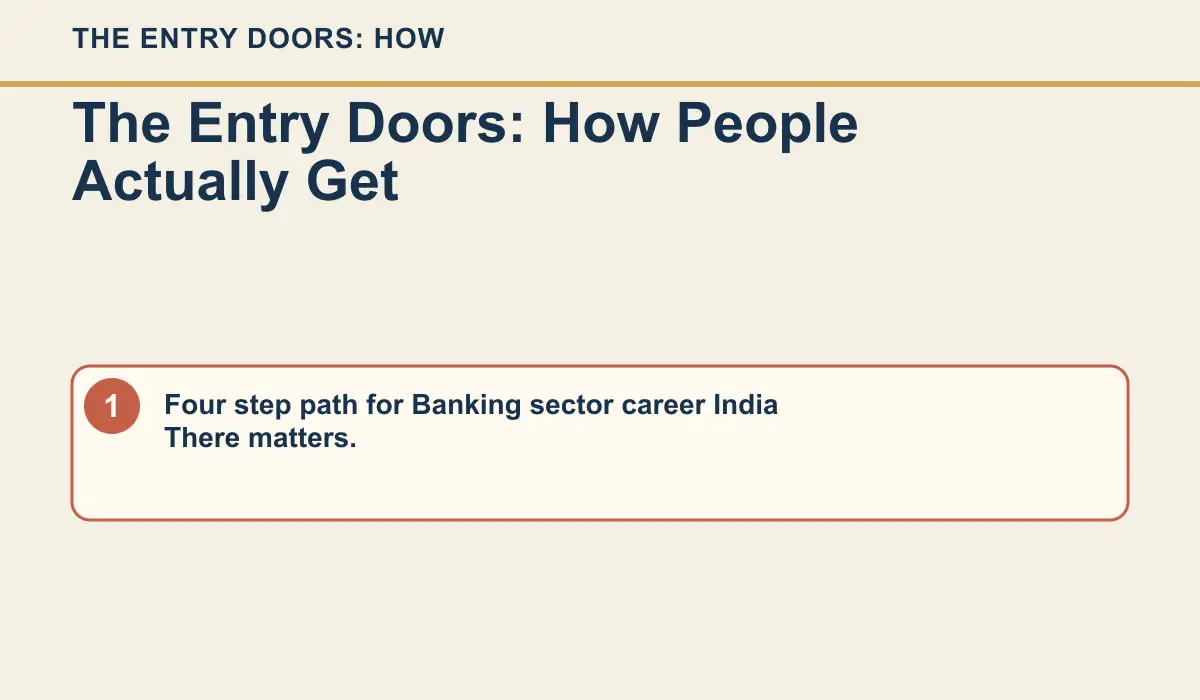 THE ENTRY DOORS: HOW
The Entry Doors: How People
Actually Get
1
Four step path for Banking sector career India
There matters.